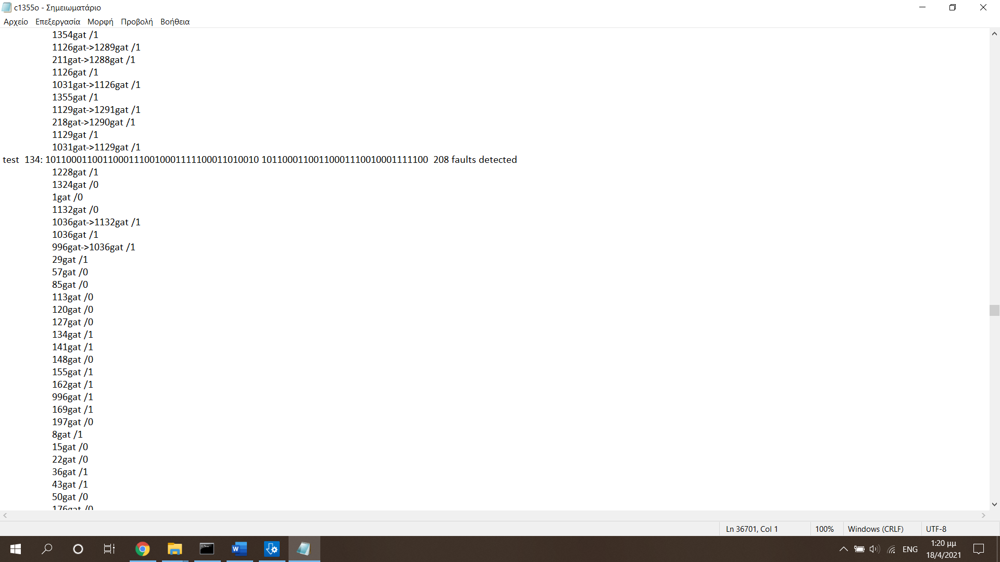 c1355o - Σημειωματάριο
Αρχείο Επεξεργασία Μορφή Προβολή Βοήθεια
1354gat /1
1126gat->1289gat /1
211gat->1288gat /1
1126gat /1
1031gat->1126gat /1
1355gat /1
1129gat->1291gat /1
218gat->1290gat /1
1129gat /1
1031gat->1129gat /1
test 134: 10110001100110001110010001111100011010010 10110001100110001110010001111100 208 faults detected
1228gat /1
1324gat /0
1gat /0
1132gat /0
1036gat->1132gat /1
1036gat /1
996gat->1036gat /1
29gat /1
57gat /0
85gat /0
113gat /0
120gat /0
127gat /0
134gat /1
141gat /1
148gat /0
155gat /1
162gat /1
996gat /1
169gat /1
197gat /0
8gat /1
15gat /0
22gat /0
36gat /1
43gat /1
50gat /0
176gat /0
Ln 36701, Col 1 100% Windows (CRLF) UTF-8
ENG
1:20 μμ
18/4/2021